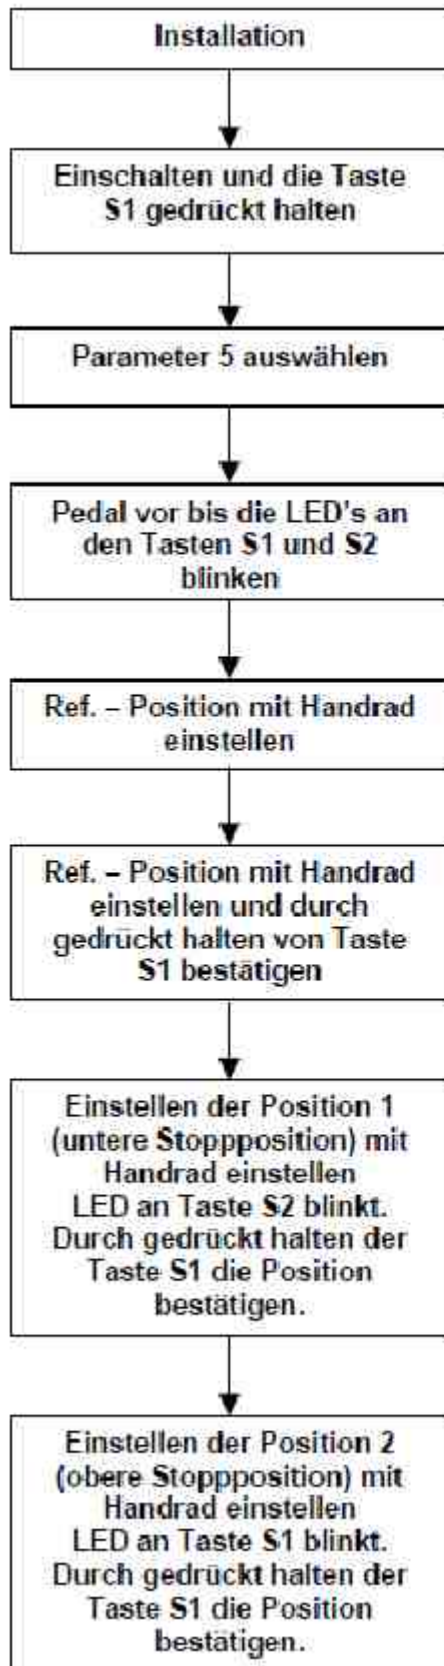 Installation
Einschalten und die Taste
S1 gedrückt halten
Parameter 5 auswählen
Pedal vor bis die LED's an
den Tasten S1 und S2
blinken
Ref. – Position mit Handrad
einstellen
Ref. – Position mit Handrad
einstellen und durch
gedrückt halten von Taste
S1 bestätigen
Einstellen der Position 1
(untere Stoppposition) mit
Handrad einstellen
LED an Taste S2 blinkt.
Durch gedrückt halten der
Taste S1 die Position
bestätigen.
Einstellen der Position 2
(obere Stoppposition) mit
Handrad einstellen
LED an Taste S1 blinkt.
Durch gedrückt halten der
Taste S1 die Position
bestätigen.